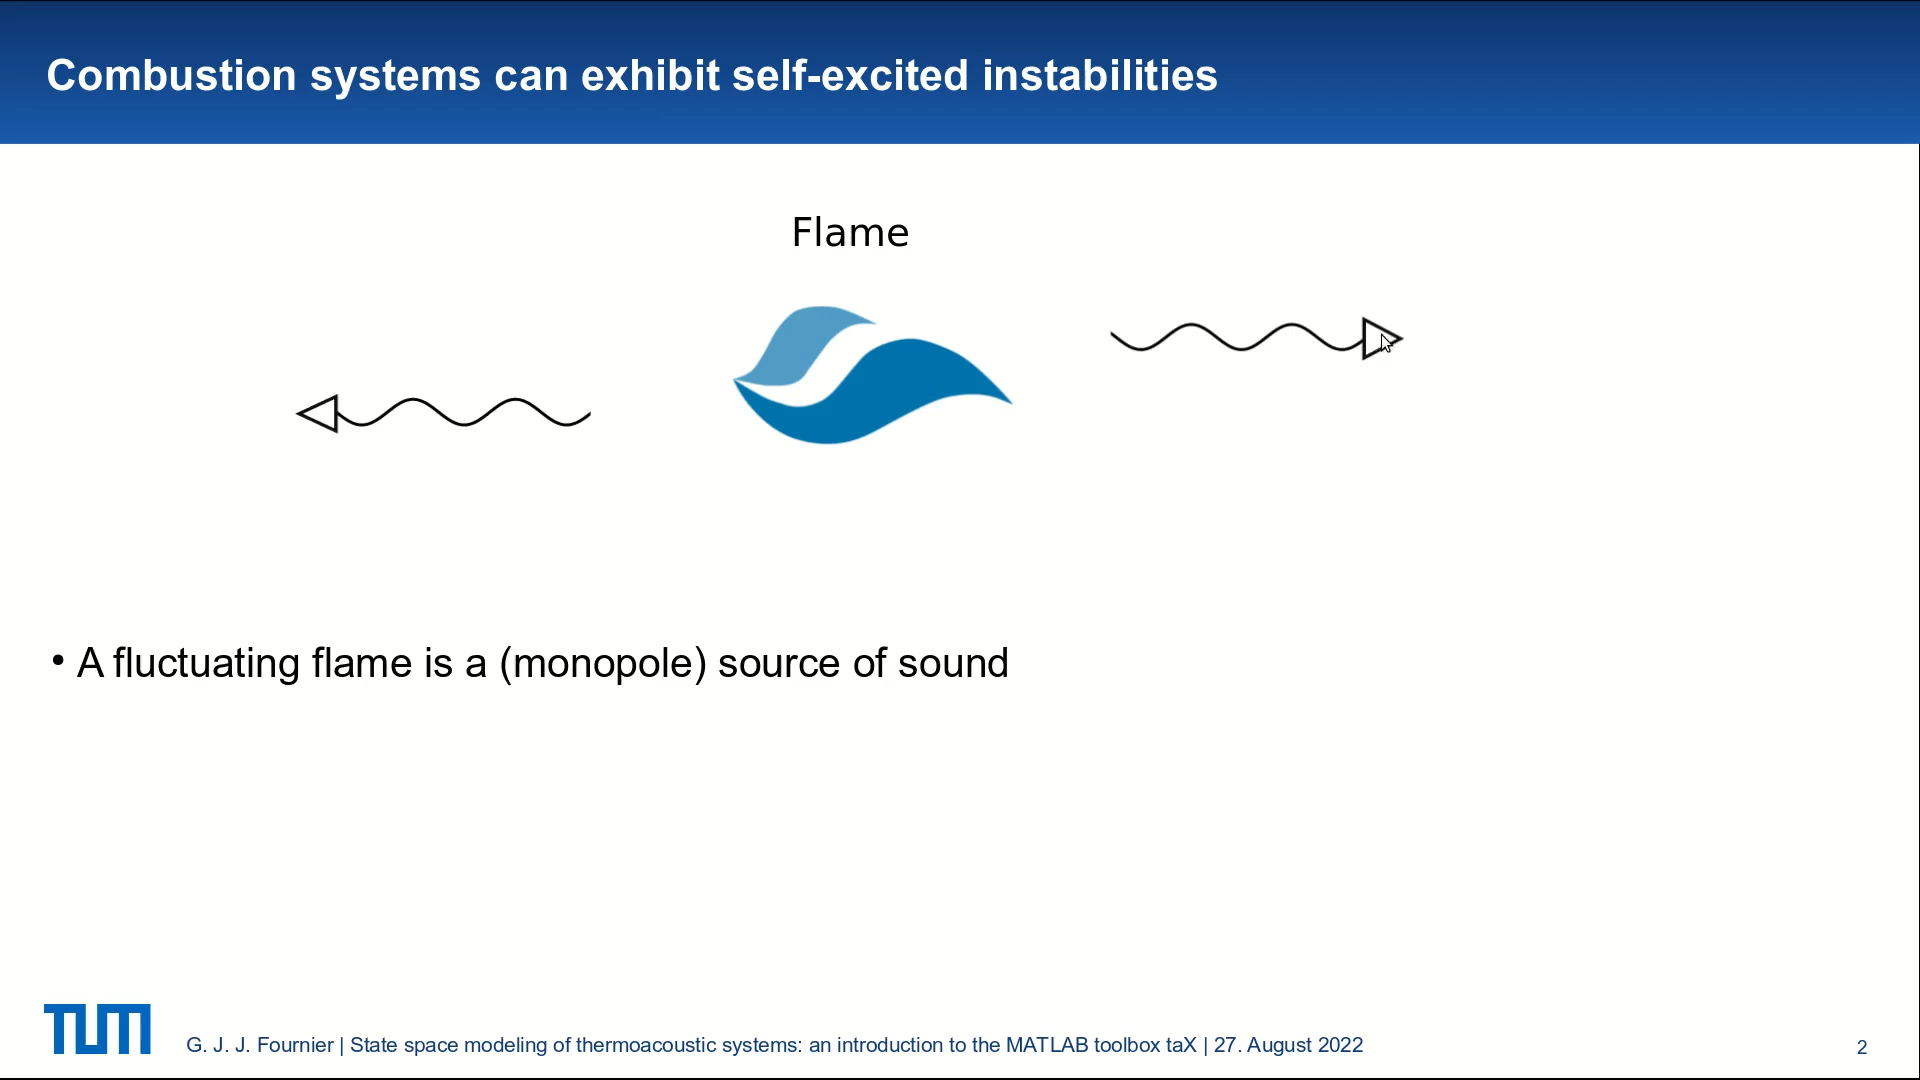 Combustion systems can exhibit self-excited instabilities
Flame
• A fluctuating flame is a (monopole) source of sound
TUM
G. J. J. Fournier | State space modeling of thermoacoustic systems: an introduction to the MATLAB toolbox taX | 27. August 2022
2